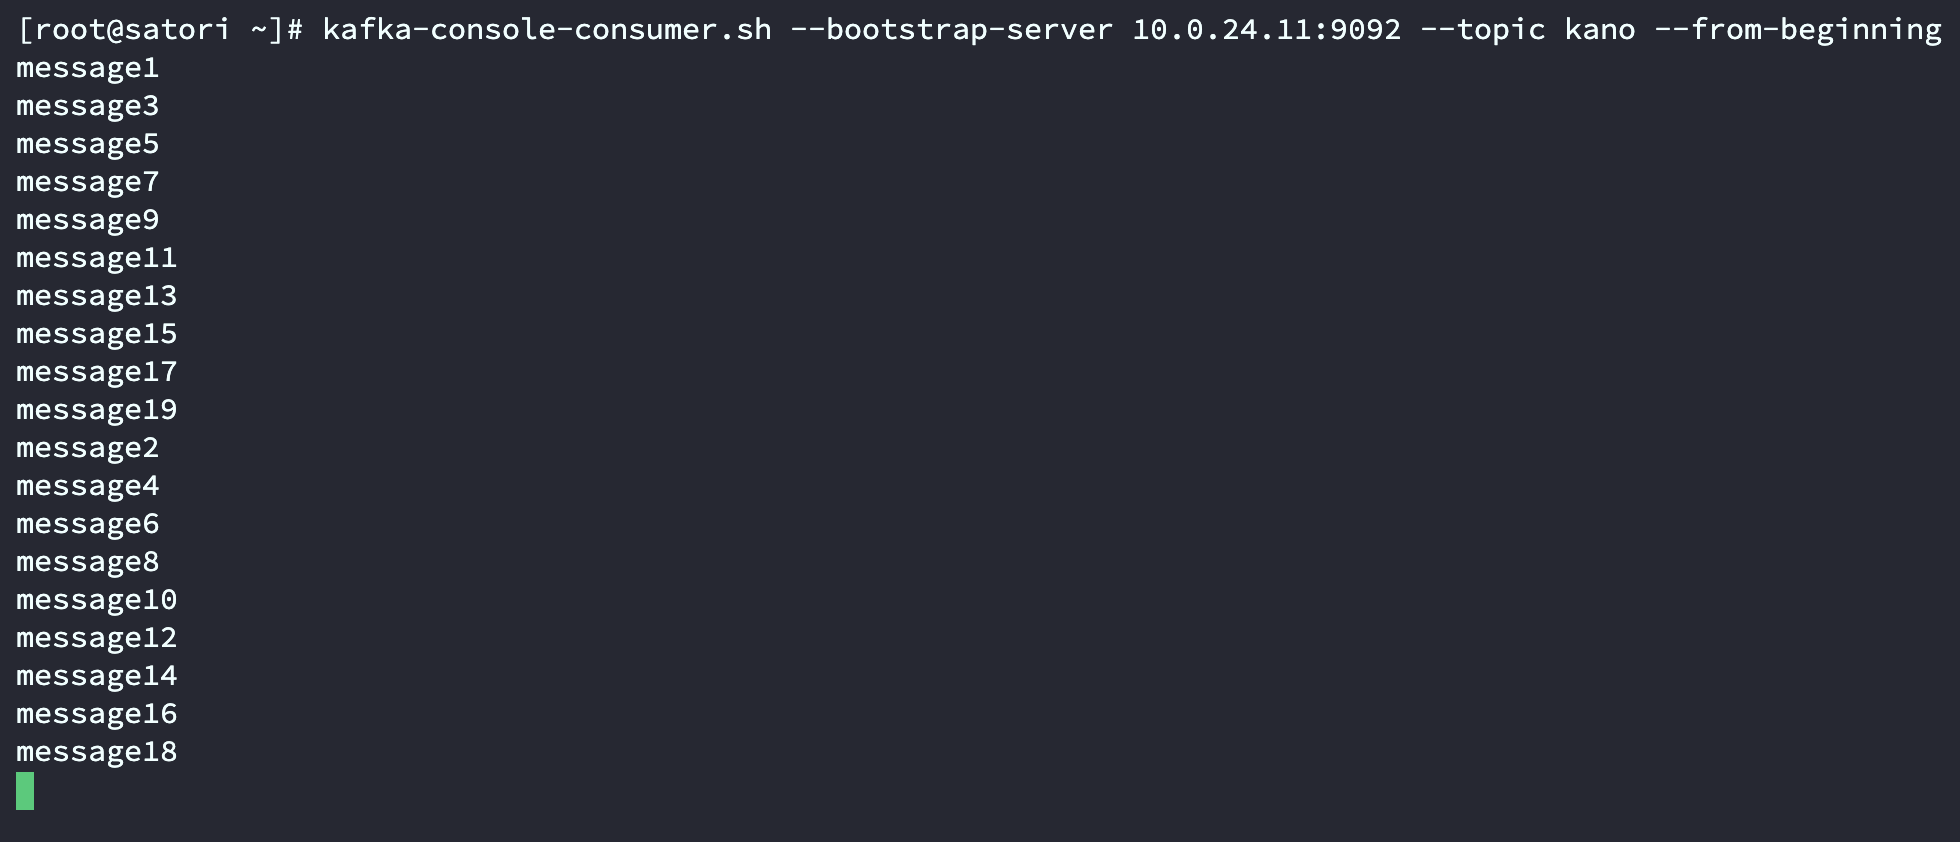 [root@satori ~]# kafka-console-consumer.sh --bootstrap-server 10.0.24.11:9092 --topic kano --from-beginning
message1
message3
message5
message7
message9
message11
message13
message15
message17
message19
message2
message4
message6
message8
message10
message12
message14
message16
message18